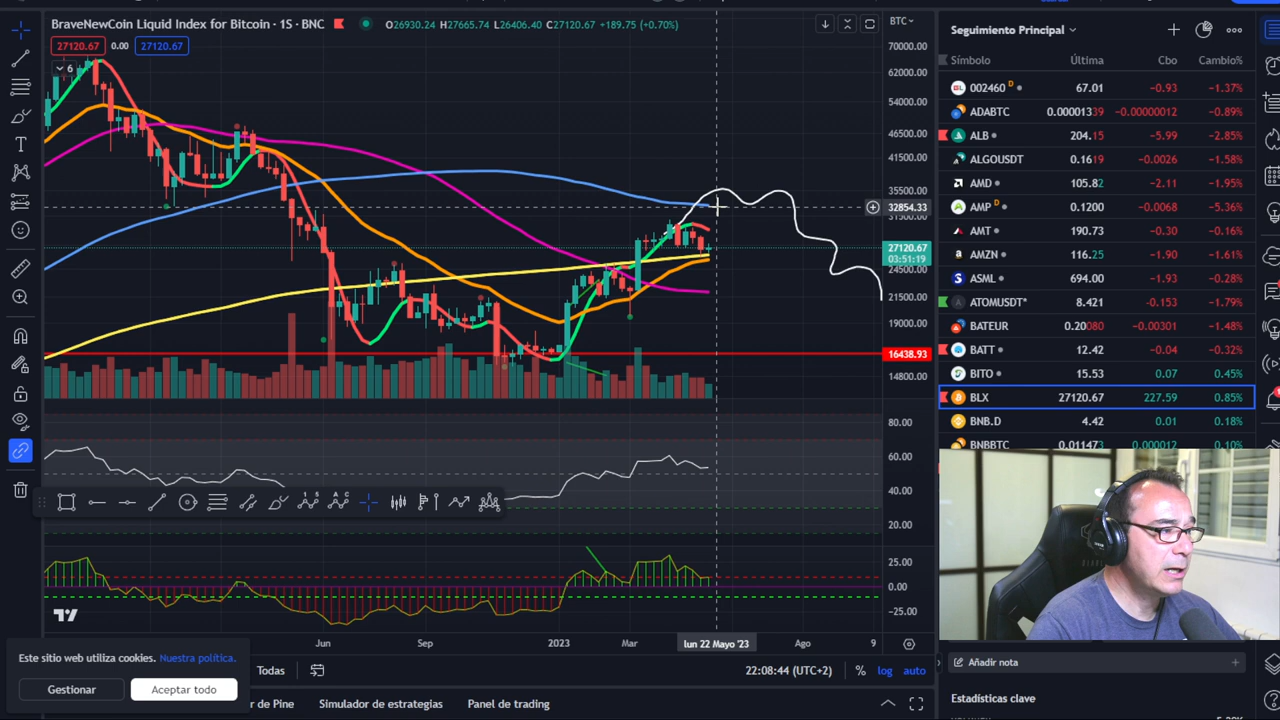 BraveNewCoin Liquid Index for Bitcoin · 1S · BNC O26930.24 H27665.74 L26406.40 C27120.67 +189.75 (+0.70%)
BTC
27120.67 0.00 27120.67
6
70000.00
62000.00
54000.00
46500.00
41500.00
35500.00
32854.33
27120.67
03:51:19
24500.00
21500.00
19000.00
16438.93
14800.00
80.00
60.00
40.00
20.00
25.00
0.00
−25.00
Jun Sep 2023 Mar lun 22 Mayo '23 Ago 9
Seguimiento Principal
Símbolo Última Cbo Cambio%
002460 D 67.01 −0.93 −1.37%
ADABTC 0.00001339 −0.00000012 −0.89%
ALB 204.15 −5.99 −2.85%
ALGOUSDT 0.1619 −0.0026 −1.58%
AMD 105.82 −2.11 −1.95%
AMP D 0.1200 −0.0068 −5.36%
AMT 190.73 −0.30 −0.16%
AMZN 116.25 −1.93 −1.63%
ASML 694.00 −1.93 −0.28%
ATOMUSDT* 8.421 −0.153 −1.79%
BATEUR 0.20080 −0.00301 −1.48%
BATT 12.42 −0.04 −0.32%
BITO 15.53 0.07 0.45%
BLX 27120.67 227.59 0.85%
BNB.D 4.42 0.01 0.18%
BNBBTC 0.011473 0.000012 0.10%
Este sitio web utiliza cookies. Nuestra política.
Gestionar Aceptar todo
Todas
22:08:44 (UTC+2) % log auto
r de Pine Simulador de estrategias Panel de trading
Añadir nota
Estadísticas clave